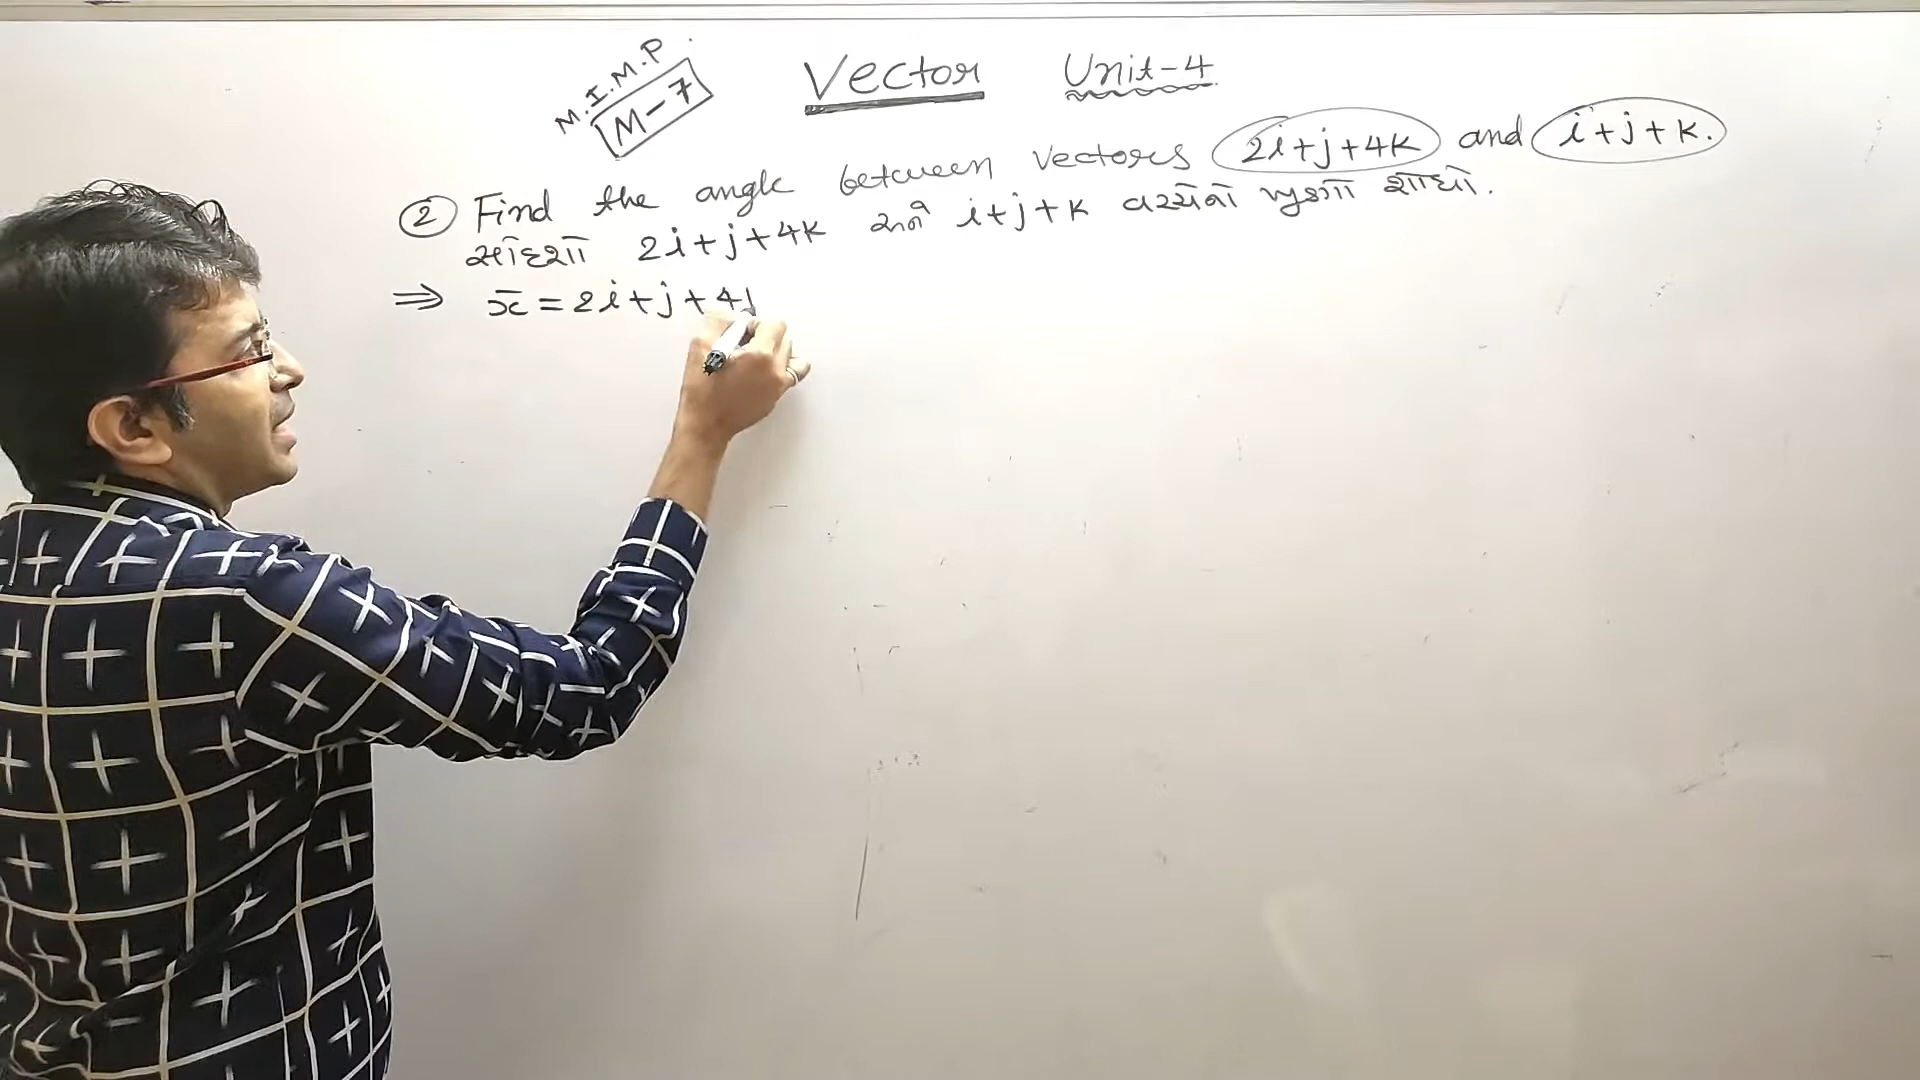 M.I.M.P.
M-7
Vector Unit-4
② Find the angle between vectors 2i+j+4k and i+j+k.
સદિશો 2i+j+4k અને i+j+k વચ્ચેનો ખૂણો શોધો.
⇒ x̄ = 2i+j+4